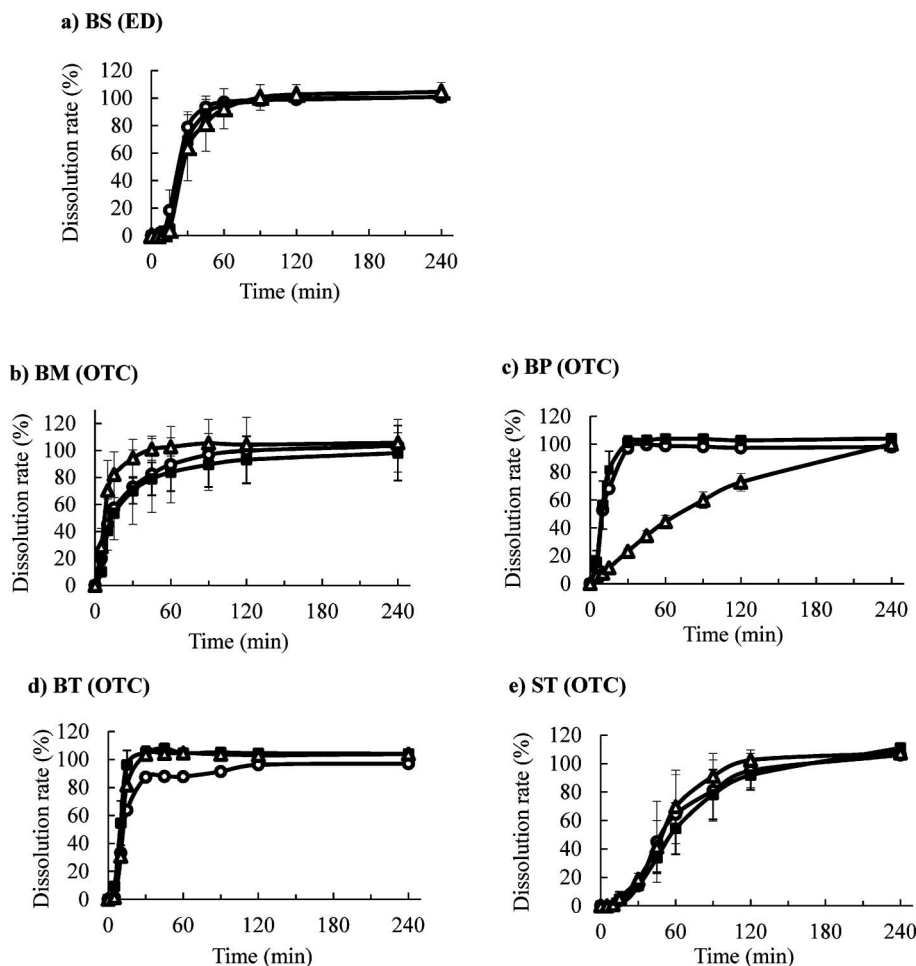 a) BS (ED)
Dissolution rate (%)
120
100
80
60
40
20
0
0 60 120 180 240
Time (min)
b) BM (OTC)
Dissolution rate (%)
120
100
80
60
40
20
0
0 60 120 180 240
Time (min)
c) BP (OTC)
Dissolution rate (%)
120
100
80
60
40
20
0
0 60 120 180 240
Time (min)
d) BT (OTC)
Dissolution rate (%)
120
100
80
60
40
20
0
0 60 120 180 240
Time (min)
e) ST (OTC)
Dissolution rate (%)
120
100
80
60
40
20
0
0 60 120 180 240
Time (min)